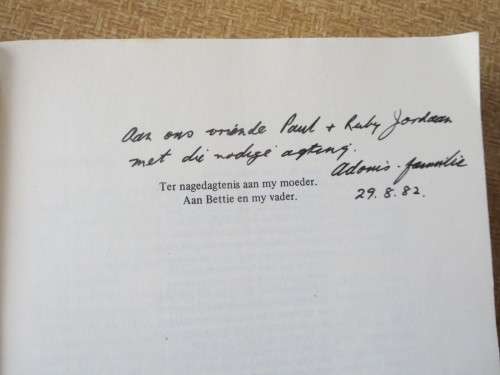 Aan ons vriende Paul + Ruby Jordaan
met die nodige agting.
Adonis-familie
29.8.82.
Ter nagedagtenis aan my moeder.
Aan Bettie en my vader.